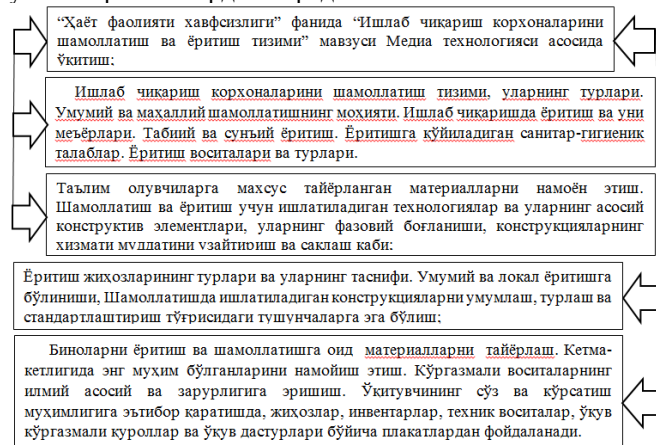 “Ҳаёт фаолияти хавфсизлиги” фанида “Ишлаб чиқариш корхоналарини
шамоллатиш ва ёритиш тизими” мавзуси Медиа технологияси асосида
ўқитиш;
Ишлаб чиқариш корхоналарини шамоллатиш тизими, уларнинг турлари.
Умумий ва маҳаллий шамоллатишнинг моҳияти. Ишлаб чиқаришда ёритиш ва уни
меъёрлари. Табиий ва сунъий ёритиш. Ёритишга қўйиладиган санитар-гигиеник
талаблар. Ёритиш воситалари ва турлари.
Таълим олувчиларга махсус тайёрланган материалларни намоён этиш.
Шамоллатиш ва ёритиш учун ишлатиладиган технологиялар ва уларнинг асосий
конструктив элементлари, уларнинг фазовий боғланиши, конструкцияларнинг
хизмати муддатини узайтириш ва сақлаш каби;
Ёритиш жиҳозларининг турлари ва уларнинг таснифи. Умумий ва локал ёритишга
бўлиниши, Шамоллатишда ишлатиладиган конструкцияларни умумлаш, турлаш ва
стандартлаштириш тўғрисидаги тушунчаларга эга бўлиш;
Биноларни ёритиш ва шамоллатишга оид материалларни тайёрлаш. Кетма-
кетлигида энг муҳим бўлганларини намойиш этиш. Кўргазмали воситаларнинг
илмий асосий ва зарурлигига эришиш. Ўқитувчининг сўз ва кўрсатиш
муҳимлигига эътибор қаратишда, жиҳозлар, инвентарлар, техник воситалар, ўқув
кўргазмали қуроллар ва ўқув дастурлари бўйича плакатлардан фойдаланади.